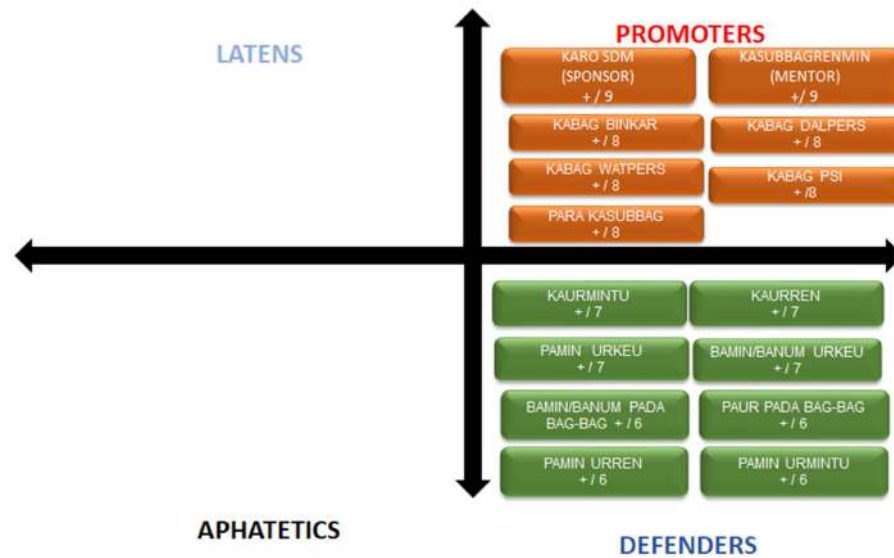 LATENS
PROMOTERS
KARO SDM
(SPONSOR)
+ / 9
KASUBBAGRENMIN
(MENTOR)
+/ 9
KABAG BINKAR
+ / 8
KABAG DALPERS
+ / 8
KABAG WATPERS
+ / 8
KABAG PSI
+ /8
PARA KASUBBAG
+ / 8
KAURMINTU
+ / 7
KAURREN
+ / 7
PAMIN URKEU
+ / 7
BAMIN/BANUM URKEU
+ / 7
BAMIN/BANUM PADA
BAG-BAG + / 6
PAUR PADA BAG-BAG
+ / 6
PAMIN URREN
+ / 6
PAMIN URMINTU
+ / 6
APHATETICS
DEFENDERS